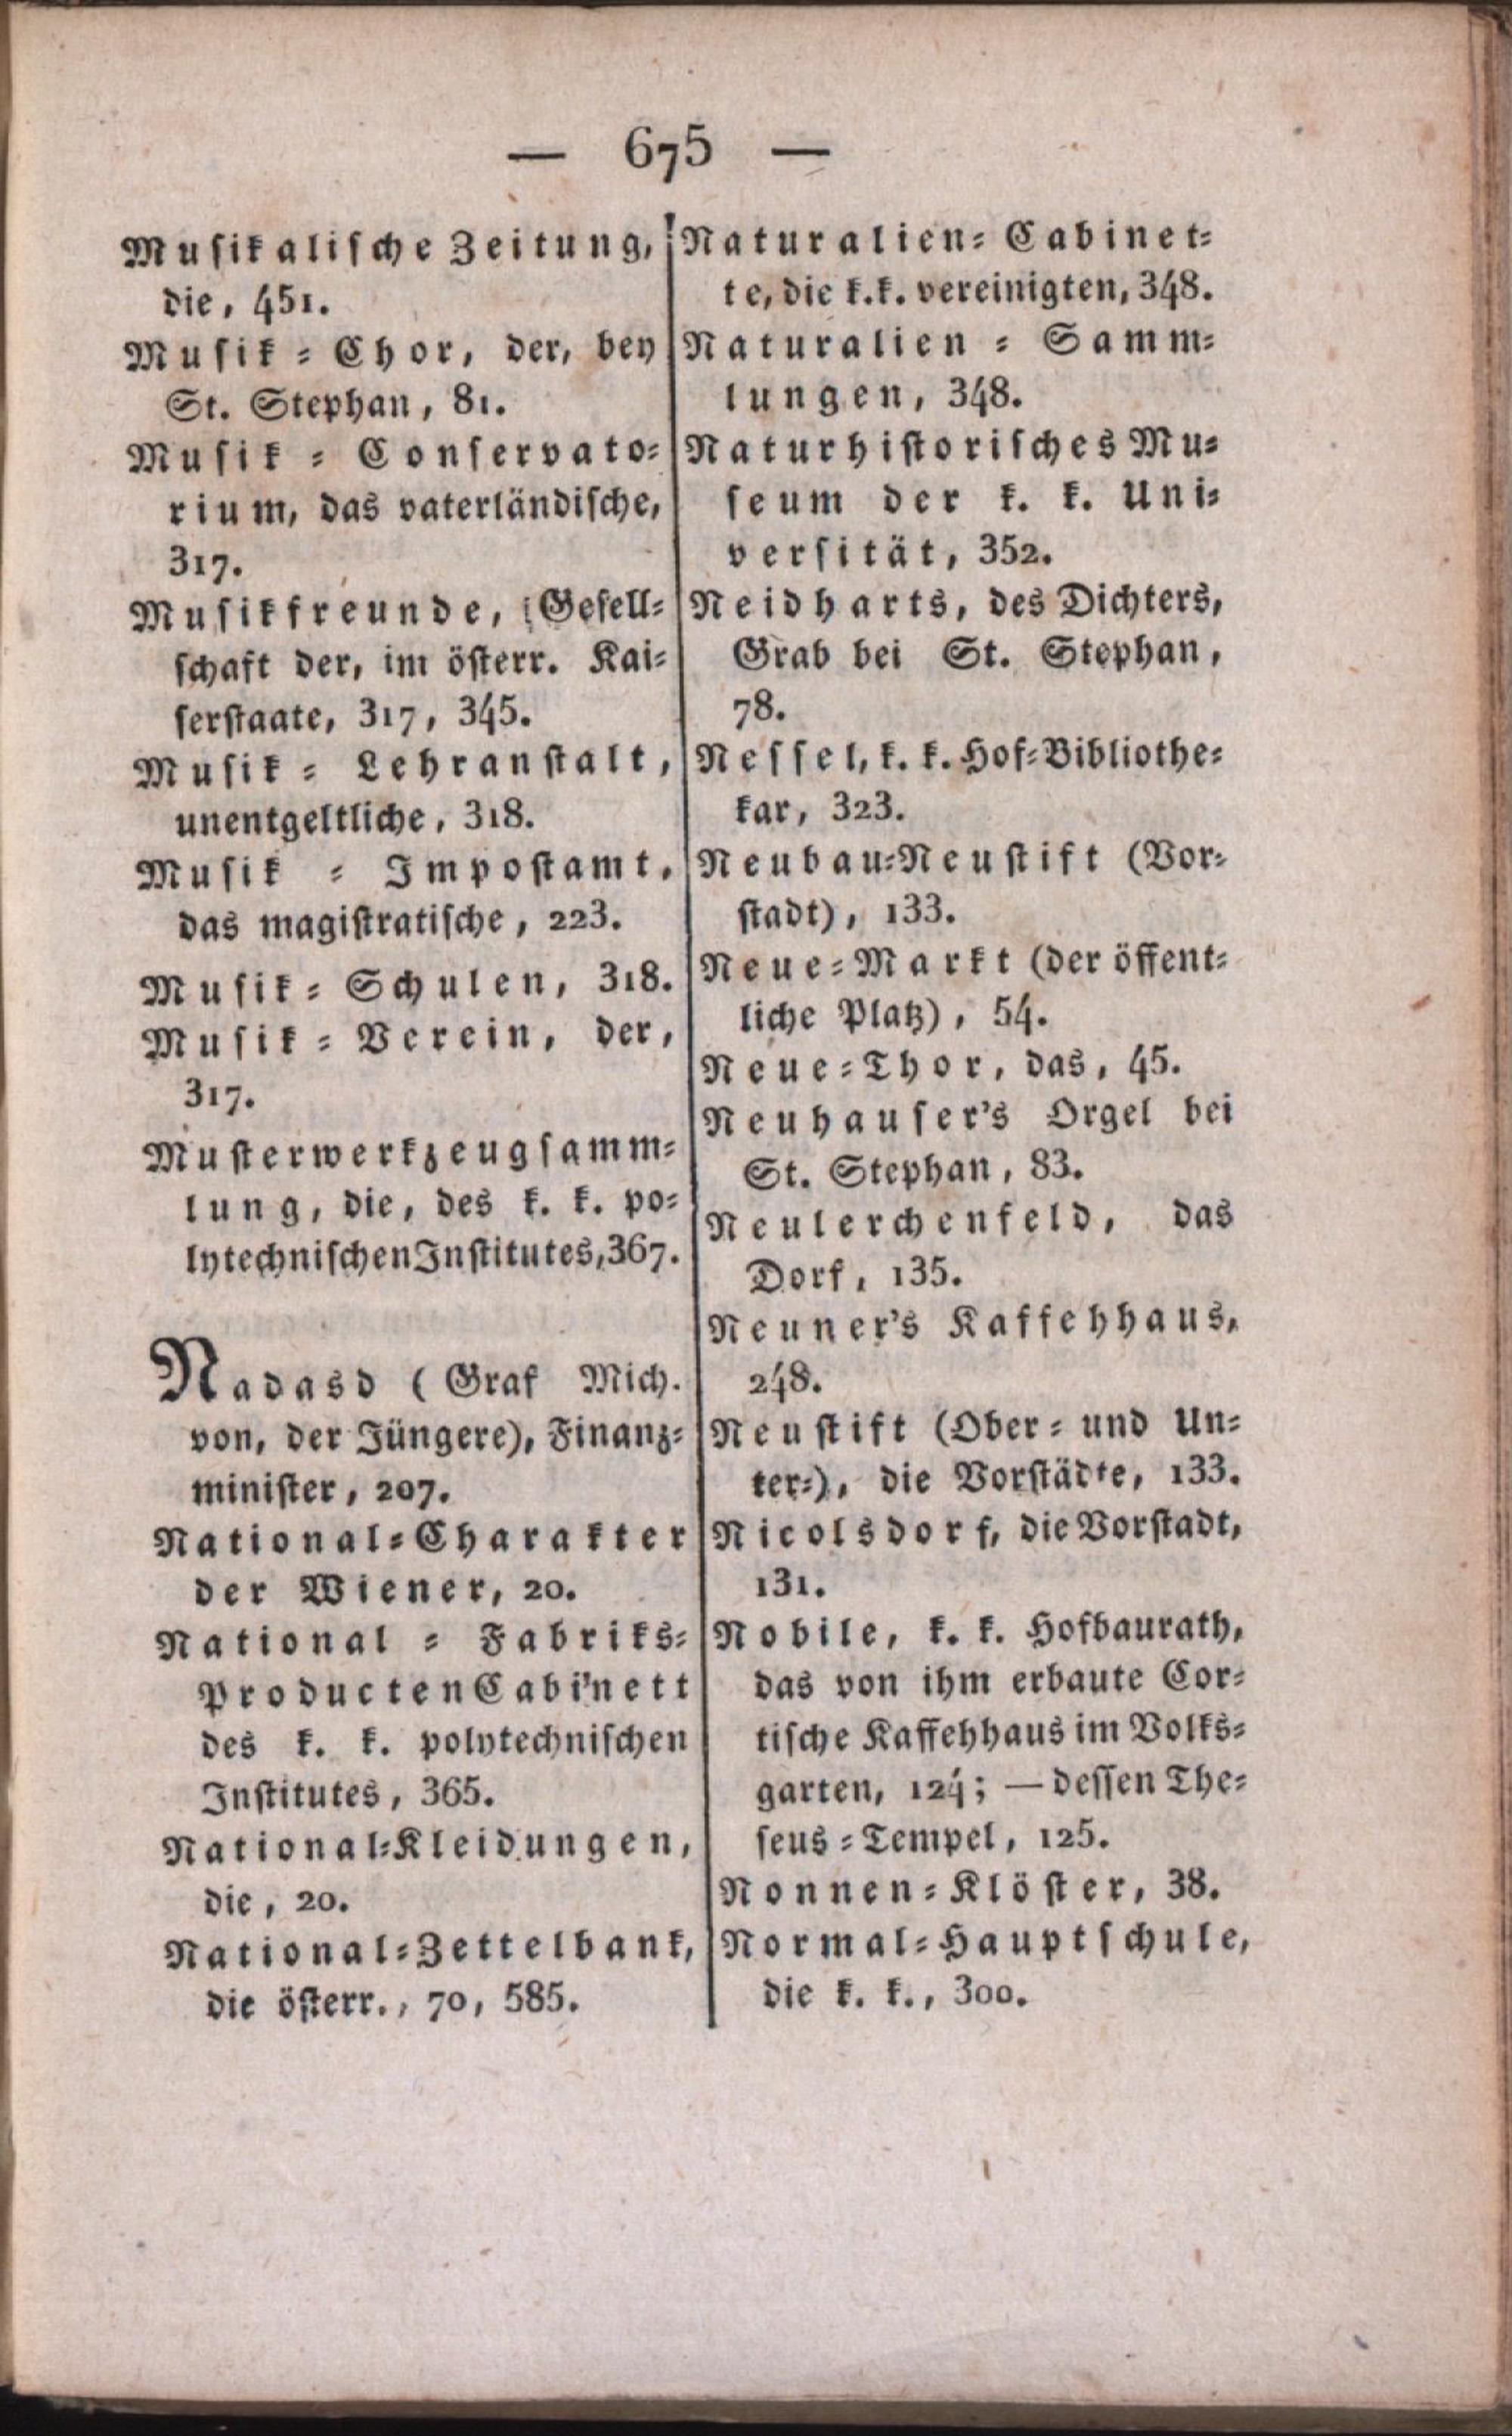 — 675 —
Musikalische Zeitung,
die, 451.
Musik-Chor, der, bey
St. Stephan, 81.
Musik-Conservato-
rium, das vaterländische,
317.
Musikfreunde, Gesell-
schaft der, im österr. Kai-
serstaate, 317, 345.
Musik-Lehranstalt,
unentgeltliche, 318.
Musik-Impostamt,
das magistratische, 223.
Musik-Schulen, 318.
Musik-Verein, der,
317.
Musterwerkzeugsamm-
lung, die, des k. k. po-
lytechnischen Institutes, 367.
Nadasd (Graf Mich.
von, der Jüngere), Finanz-
minister, 207.
National-Charakter
der Wiener, 20.
National-Fabriks-
Producten Cabinett
des k. k. polytechnischen
Institutes, 365.
National-Kleidungen,
die, 20.
National-Zettelbank,
die österr., 70, 585.
Naturalien-Cabinet-
te, die k.k. vereinigten, 348.
Naturalien-Samm-
lungen, 348.
Naturhistorisches Mu-
seum der k. k. Uni-
versität, 352.
Neidharts, des Dichters,
Grab bei St. Stephan,
78.
Nessel, k. k. Hof-Bibliothe-
kar, 323.
Neubau-Neustift (Vor-
stadt), 133.
Neue-Markt (der öffent-
liche Platz), 54.
Neue-Thor, das, 45.
Neuhauser's Orgel bei
St. Stephan, 83.
Neulerchenfeld, das
Dorf, 135.
Neuner's Kaffehhaus,
248.
Neustift (Ober- und Un-
ter-), die Vorstädte, 133.
Nicolsdorf, die Vorstadt,
131.
Nobile, k. k. Hofbaurath,
das von ihm erbaute Cor-
tische Kaffehhaus im Volks-
garten, 124; — dessen The-
seus-Tempel, 125.
Nonnen-Klöster, 38.
Normal-Hauptschule,
die k. k., 300.